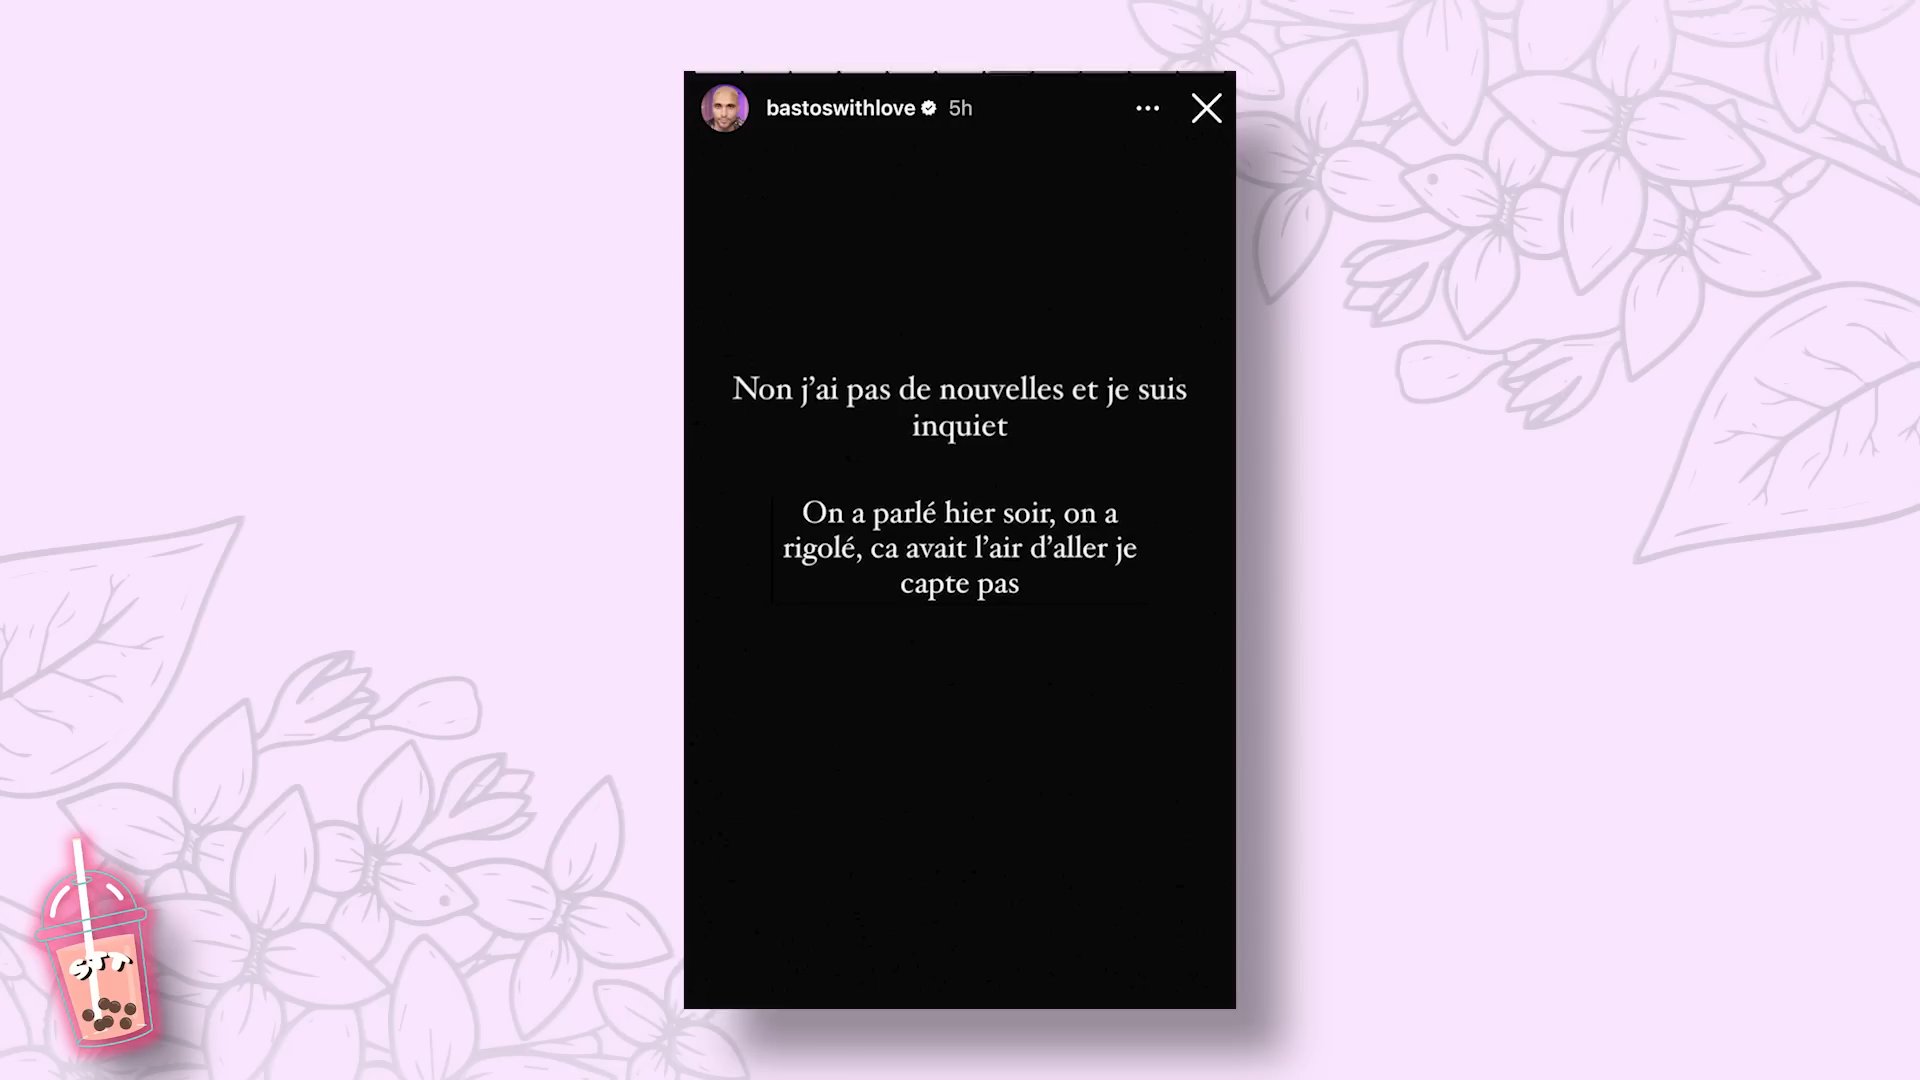 bastoswithlove 5h
Non j’ai pas de nouvelles et je suis
inquiet
On a parlé hier soir, on a
rigolé, ca avait l’air d’aller je
capte pas
STT